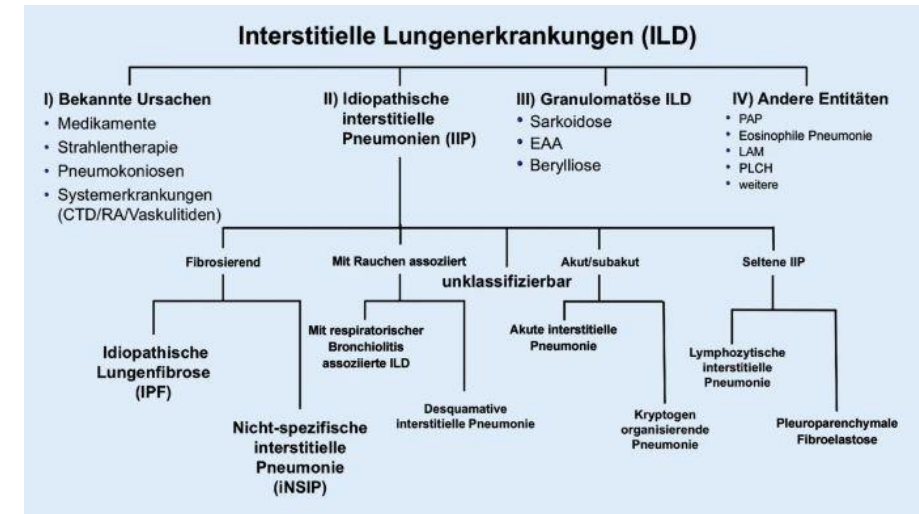 Interstitielle Lungenerkrankungen (ILD)
I) Bekannte Ursachen
• Medikamente
• Strahlentherapie
• Pneumokoniosen
• Systemerkrankungen
(CTD/RA/Vaskulitiden)
II) Idiopathische
interstitielle
Pneumonien (IIP)
III) Granulomatöse ILD
• Sarkoidose
• EAA
• Berylliose
IV) Andere Entitäten
• PAP
• Eosinophile Pneumonie
• LAM
• PLCH
• weitere
Fibrosierend
Mit Rauchen assoziiert
unklassifizierbar
Akut/subakut
Seltene IIP
Idiopathische
Lungenfibrose
(IPF)
Nicht-spezifische
interstitielle
Pneumonie
(iNSIP)
Mit respiratorischer
Bronchiolitis
assoziierte ILD
Desquamative
interstitielle Pneumonie
Akute interstitielle
Pneumonie
Kryptogen
organisierende
Pneumonie
Lymphozytische
interstitielle
Pneumonie
Pleuroparenchymale
Fibroelastose